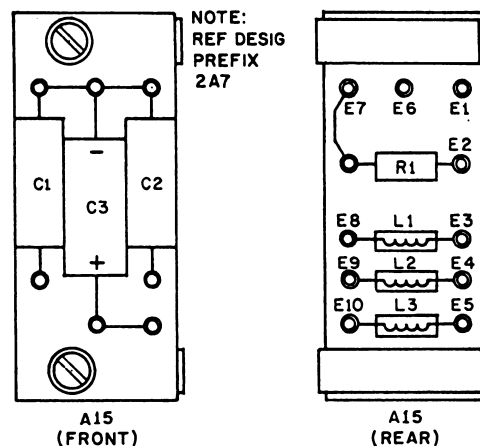 NOTE:
REF DESIG
PREFIX
2A7
C1
C3
C2
−
+
A15
(FRONT)
E7 E6 E1
E2
R1
E8 L1 E3
E9 L2 E4
E10 L3 E5
A15
(REAR)